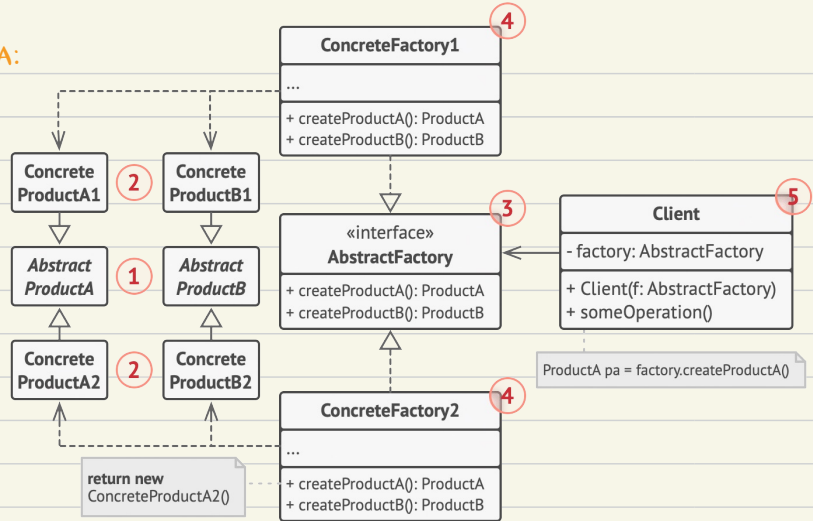 A:
ConcreteFactory1
4
...
+ createProductA(): ProductA
+ createProductB(): ProductB
Concrete
ProductA1
2
Concrete
ProductB1
«interface»
AbstractFactory
3
+ createProductA(): ProductA
+ createProductB(): ProductB
Client
5
- factory: AbstractFactory
+ Client(f: AbstractFactory)
+ someOperation()
Abstract
ProductA
1
Abstract
ProductB
Concrete
ProductA2
2
Concrete
ProductB2
ProductA pa = factory.createProductA()
ConcreteFactory2
4
...
+ createProductA(): ProductA
+ createProductB(): ProductB
return new
ConcreteProductA2()